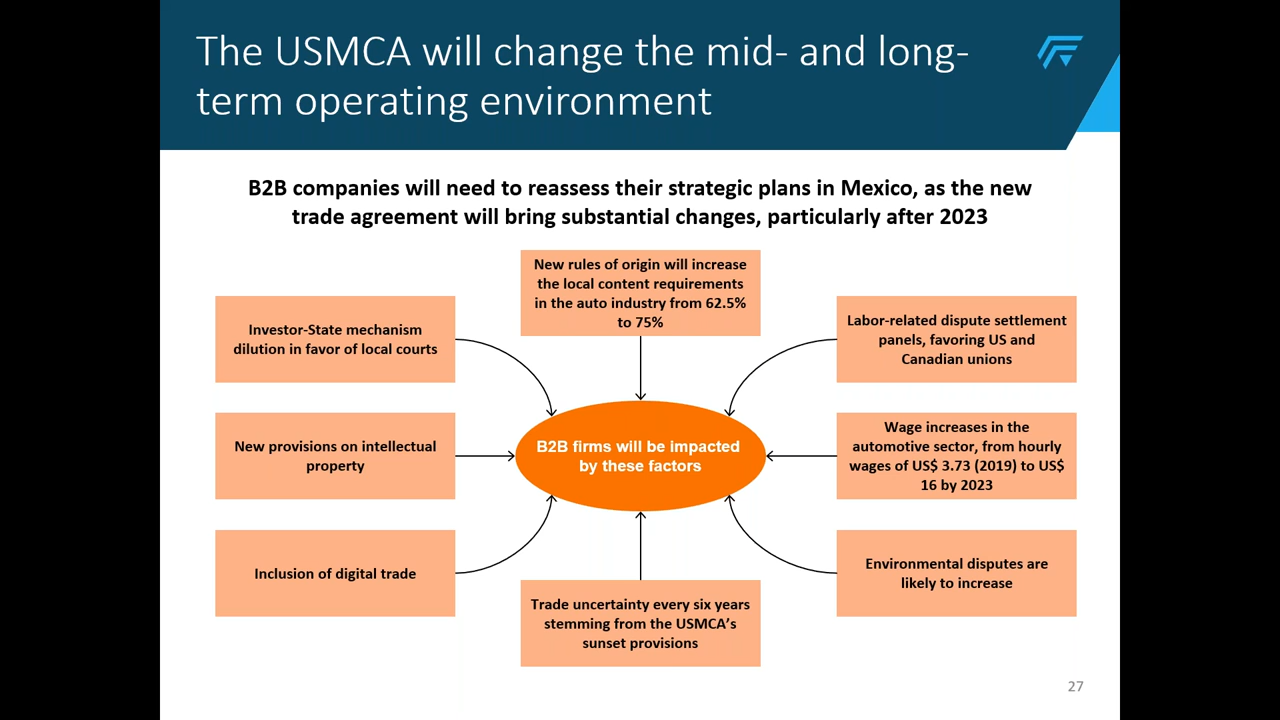 The USMCA will change the mid- and long-
term operating environment
B2B companies will need to reassess their strategic plans in Mexico, as the new
trade agreement will bring substantial changes, particularly after 2023
New rules of origin will increase
the local content requirements
in the auto industry from 62.5%
to 75%
Investor-State mechanism
dilution in favor of local courts
Labor-related dispute settlement
panels, favoring US and
Canadian unions
New provisions on intellectual
property
B2B firms will be impacted
by these factors
Wage increases in the
automotive sector, from hourly
wages of US$ 3.73 (2019) to US$
16 by 2023
Inclusion of digital trade
Environmental disputes are
likely to increase
Trade uncertainty every six years
stemming from the USMCA’s
sunset provisions
27